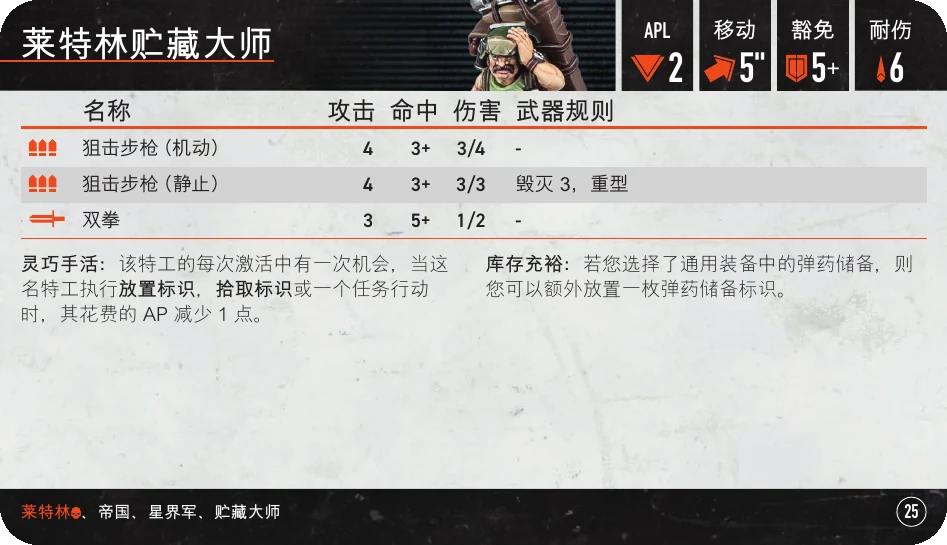 莱特林贮藏大师
APL 移动 豁免 耐伤
2 5" 5+ 6
名称 攻击 命中 伤害 武器规则
狙击步枪（机动） 4 3+ 3/4 -
狙击步枪（静止） 4 3+ 3/3 毁灭 3，重型
双拳 3 5+ 1/2 -
灵巧手活：该特工的每次激活中有一次机会，当这
名特工执行放置标识，拾取标识或一个任务行动
时，其花费的 AP 减少 1 点。
库存充裕：若您选择了通用装备中的弹药储备，则
您可以额外放置一枚弹药储备标识。
莱特林、帝国、星界军、贮藏大师
25